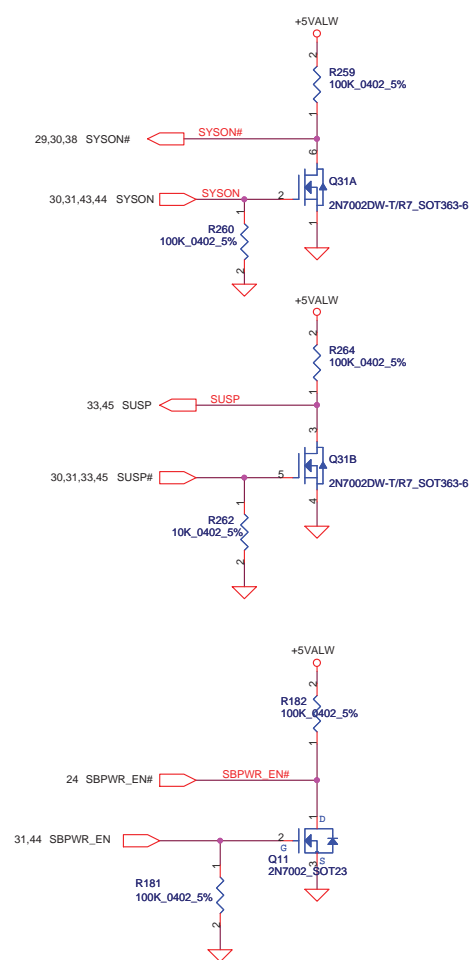 +5VALW
2
R259
100K_0402_5%
1
29,30,38 SYSON#
SYSON#
6
Q31A
2N7002DW-T/R7_SOT363-6
30,31,43,44 SYSON
SYSON
2
1
1
R260
100K_0402_5%
2
+5VALW
2
R264
100K_0402_5%
1
33,45 SUSP
SUSP
3
Q31B
2N7002DW-T/R7_SOT363-6
30,31,33,45 SUSP#
5
4
1
R262
10K_0402_5%
2
+5VALW
2
R182
100K_0402_5%
1
24 SBPWR_EN#
SBPWR_EN#
1
D
31,44 SBPWR_EN
2
G
S
3
Q11
2N7002_SOT23
1
R181
100K_0402_5%
2